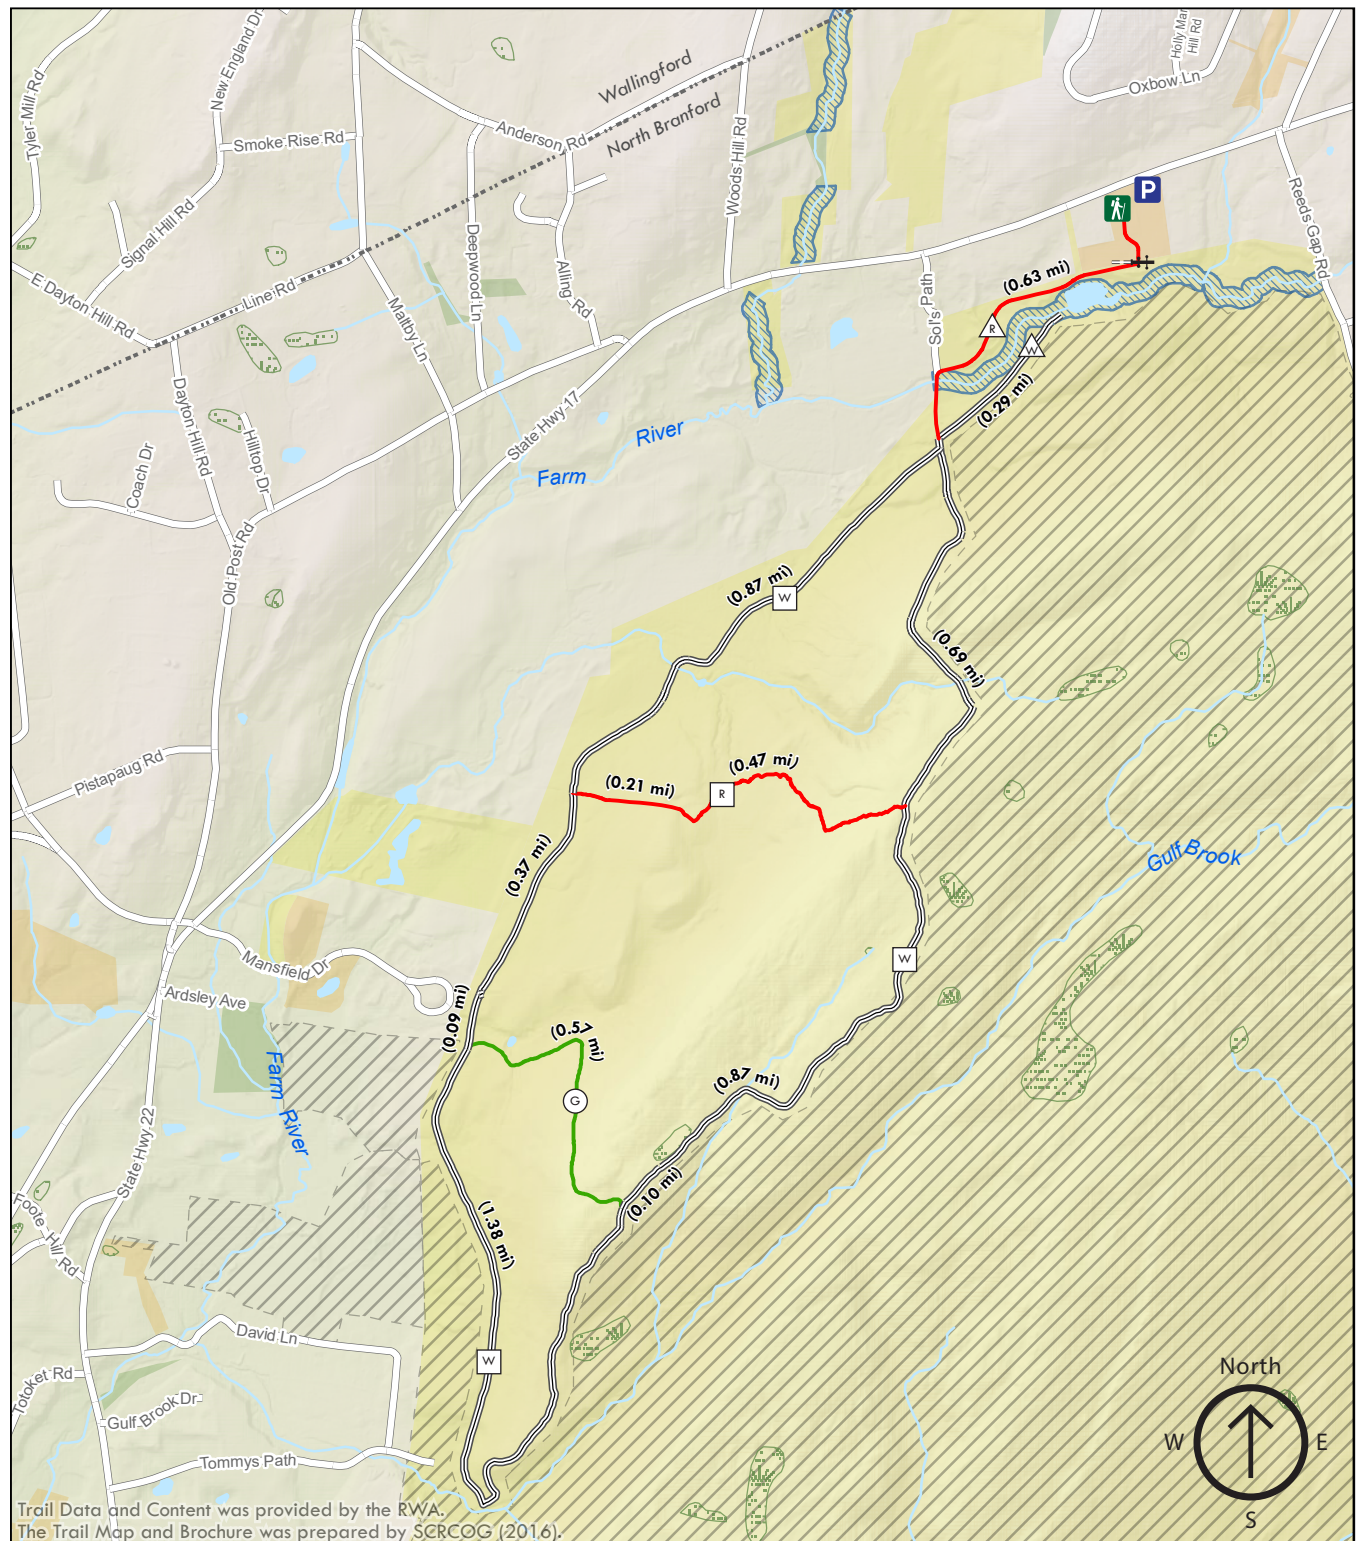 Tyler Mill Rd
New England Dr
Smoke Rise Rd
Signal Hill Rd
E Dayton Hill Rd
Line Rd
Anderson Rd
Wallingford
North Branford
Woods Hill Rd
Deepwood Ln
Alling Rd
Maltby Ln
Holly Mar
Hill Rd
Oxbow Ln
Reeds Gap Rd
P
Sol's Path
(0.63 mi)
R
W
(0.29 mi)
Dayton Hill Rd
Hilltop Dr
Coach Dr
Old Post Rd
State Hwy 17
Farm
River
(0.87 mi)
W
(0.69 mi)
Pistapaug Rd
(0.21 mi)
R
(0.47 mi)
(0.37 mi)
Gulf Brook
W
Mansfield Dr
Ardsley Ave
(0.09 mi)
(0.57
mi)
G
(0.87 mi)
(0.10 mi)
Farm River
State Hwy 22
Foote Hill Rd
(1.38 mi)
W
David Ln
Totoket Rd
Gulf Brook Dr
Tommys Path
North
W
E
S
Trail Data and Content was provided by the RWA.
The Trail Map and Brochure was prepared by SCRCOG (2016).